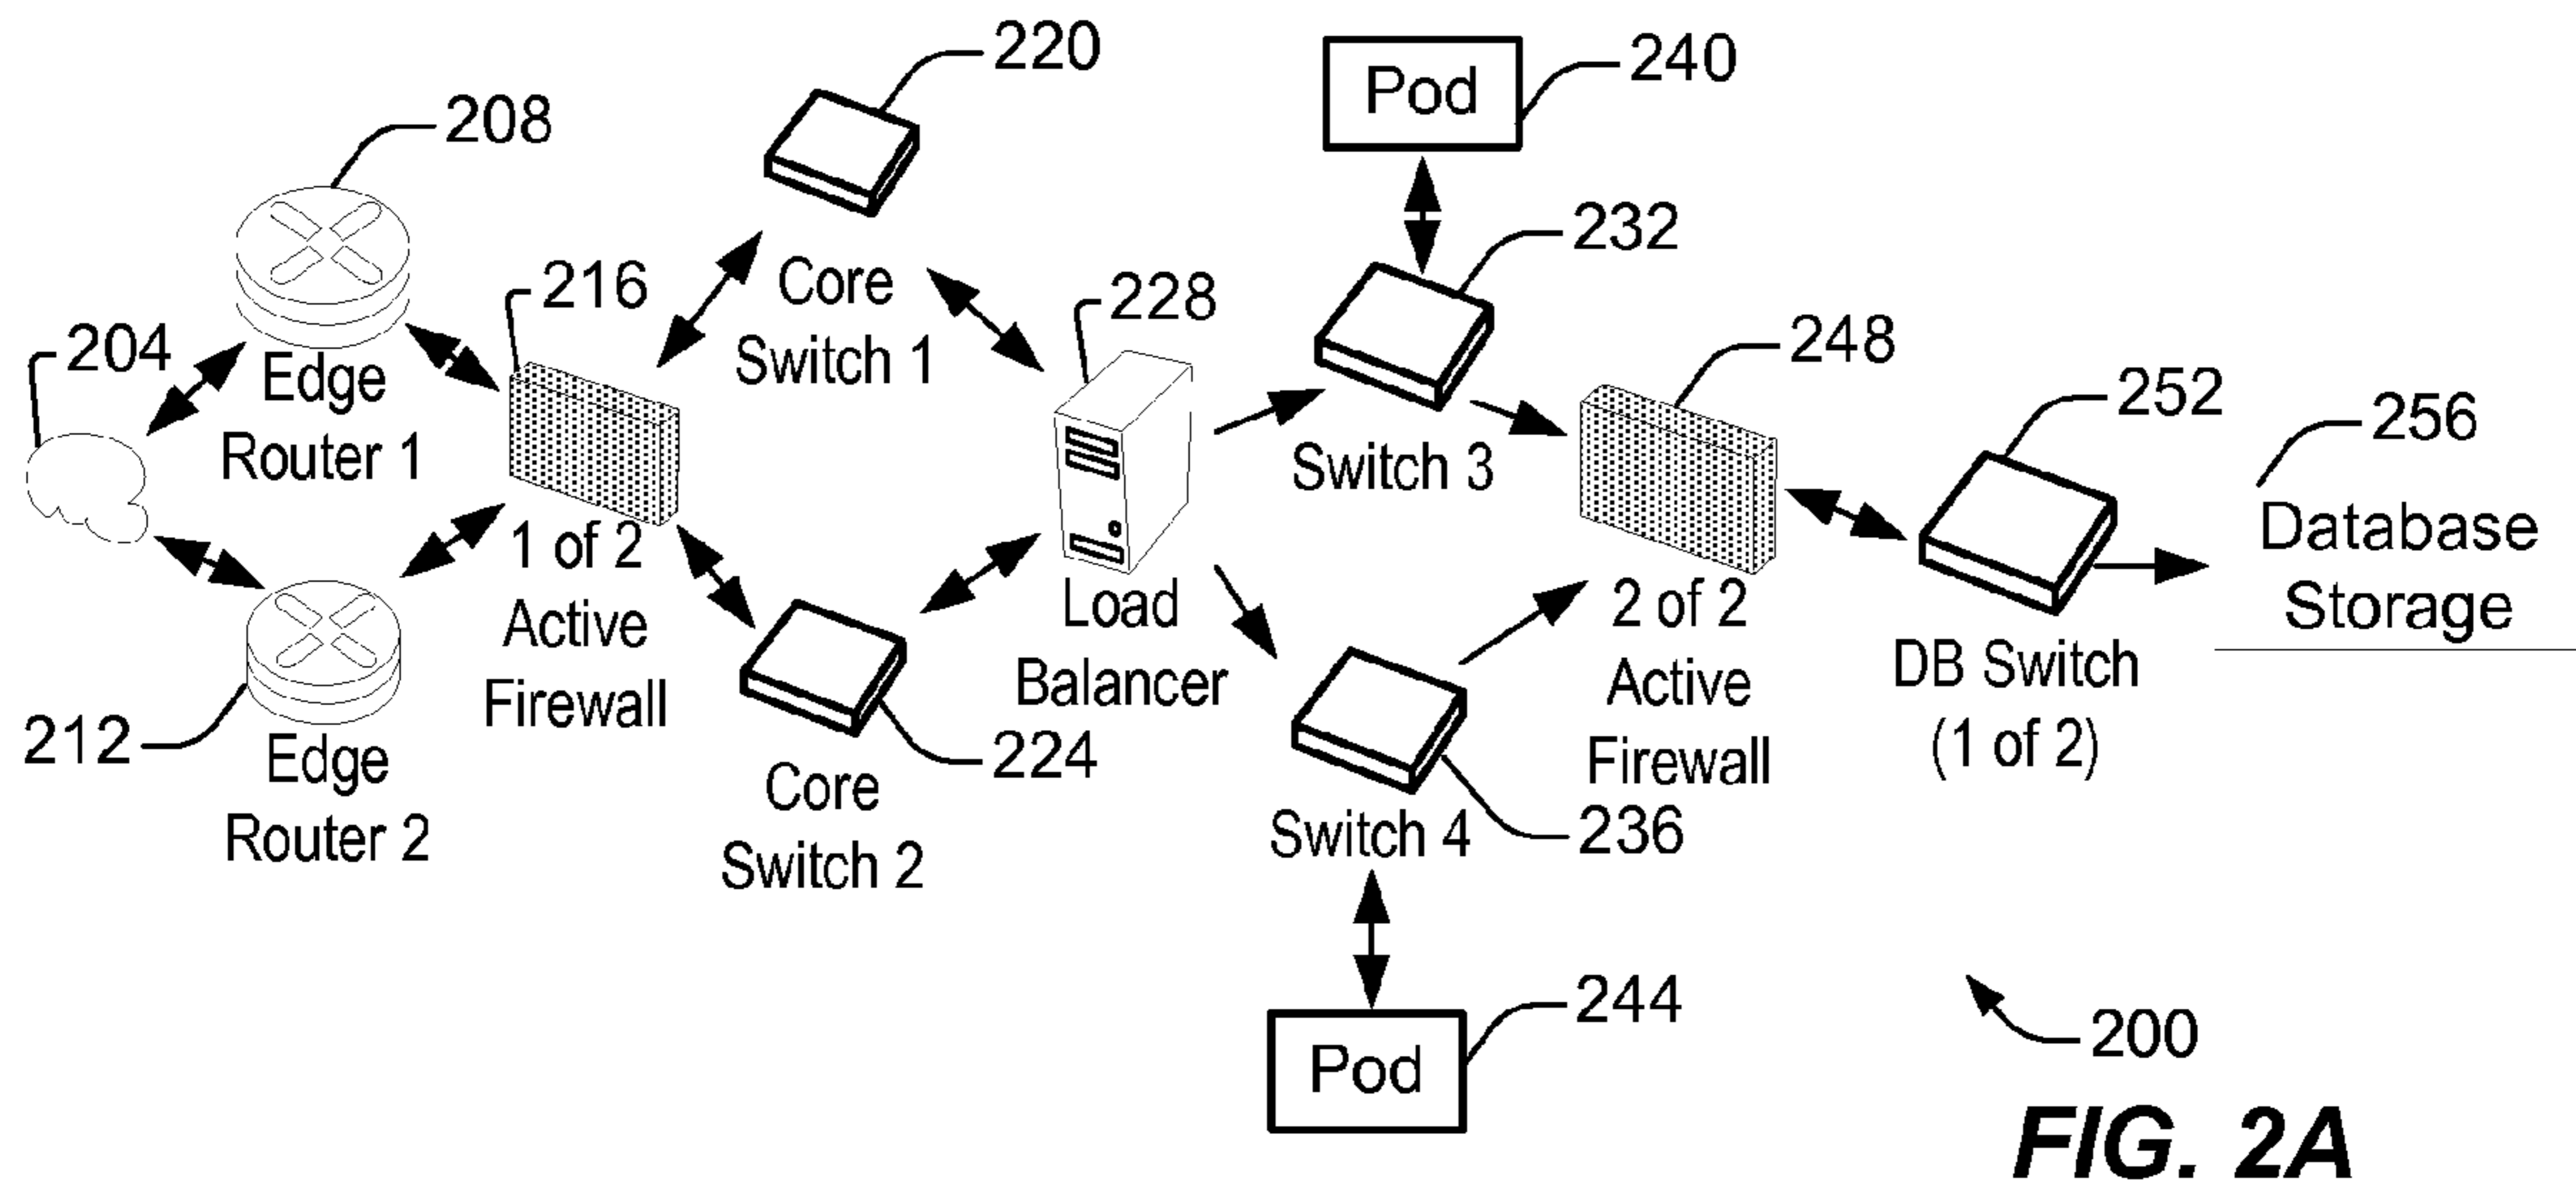 220
Pod
240
208
232
216
Core
Switch 1
228
248
204
Edge
Router 1
252
256
Switch 3
Database
Storage
1 of 2
Active
Firewall
Load
Balancer
2 of 2
Active
Firewall
DB Switch
(1 of 2)
212
Edge
Router 2
224
Core
Switch 2
Switch 4
236
244
Pod
200
FIG. 2A